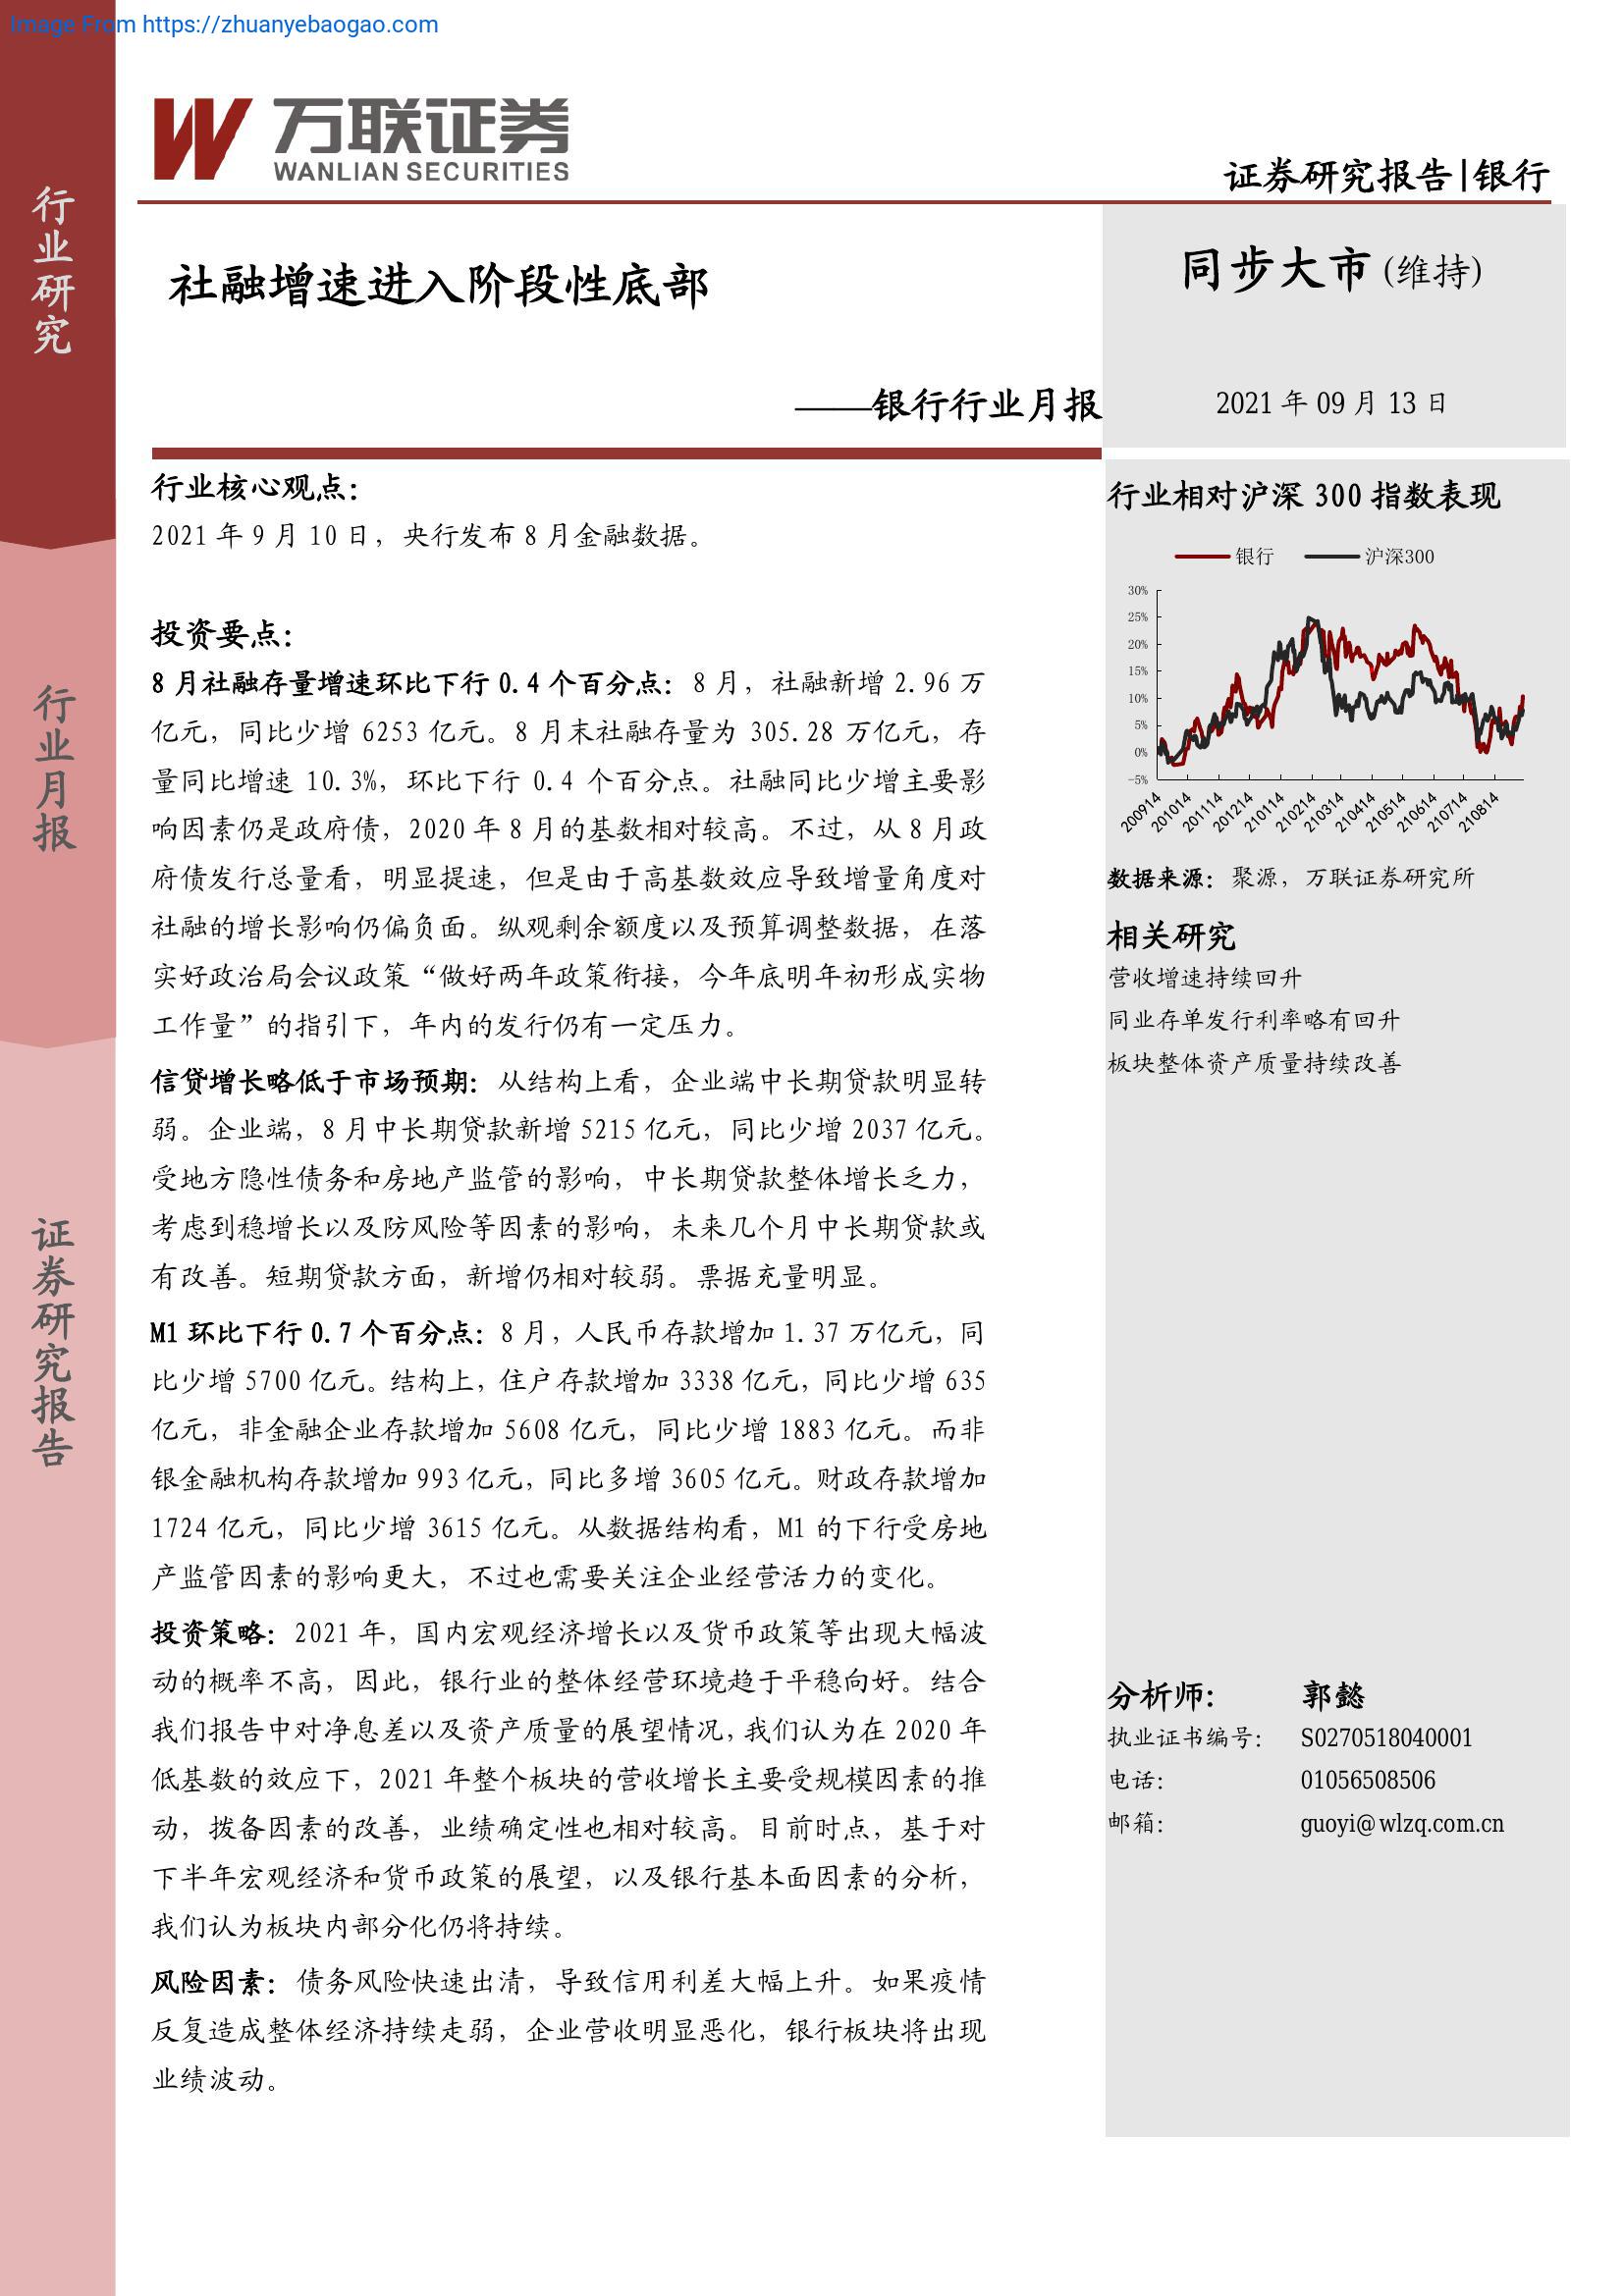 Image From https://zhuanyebaogao.com
万联证券
WANLIAN SECURITIES
证券研究报告|银行
行业研究
行业月报
证券研究报告
社融增速进入阶段性底部
——银行行业月报
同步大市(维持)
2021 年 09 月 13 日
行业核心观点：
2021 年 9 月 10 日，央行发布 8 月金融数据。
投资要点：
8 月社融存量增速环比下行 0.4 个百分点：8 月，社融新增 2.96 万
亿元，同比少增 6253 亿元。8 月末社融存量为 305.28 万亿元，存
量同比增速 10.3%，环比下行 0.4 个百分点。社融同比少增主要影
响因素仍是政府债，2020 年 8 月的基数相对较高。不过，从 8 月政
府债发行总量看，明显提速，但是由于高基数效应导致增量角度对
社融的增长影响仍偏负面。纵观剩余额度以及预算调整数据，在落
实好政治局会议政策“做好两年政策衔接，今年底明年初形成实物
工作量”的指引下，年内的发行仍有一定压力。
信贷增长略低于市场预期：从结构上看，企业端中长期贷款明显转
弱。企业端，8 月中长期贷款新增 5215 亿元，同比少增 2037 亿元。
受地方隐性债务和房地产监管的影响，中长期贷款整体增长乏力，
考虑到稳增长以及防风险等因素的影响，未来几个月中长期贷款或
有改善。短期贷款方面，新增仍相对较弱。票据充量明显。
M1 环比下行 0.7 个百分点：8 月，人民币存款增加 1.37 万亿元，同
比少增 5700 亿元。结构上，住户存款增加 3338 亿元，同比少增 635
亿元，非金融企业存款增加 5608 亿元，同比少增 1883 亿元。而非
银金融机构存款增加 993 亿元，同比多增 3605 亿元。财政存款增加
1724 亿元，同比少增 3615 亿元。从数据结构看，M1 的下行受房地
产监管因素的影响更大，不过也需要关注企业经营活力的变化。
投资策略：2021 年，国内宏观经济增长以及货币政策等出现大幅波
动的概率不高，因此，银行业的整体经营环境趋于平稳向好。结合
我们报告中对净息差以及资产质量的展望情况，我们认为在 2020 年
低基数的效应下，2021 年整个板块的营收增长主要受规模因素的推
动，拨备因素的改善，业绩确定性也相对较高。目前时点，基于对
下半年宏观经济和货币政策的展望，以及银行基本面因素的分析，
我们认为板块内部分化仍将持续。
风险因素：债务风险快速出清，导致信用利差大幅上升。如果疫情
反复造成整体经济持续走弱，企业营收明显恶化，银行板块将出现
业绩波动。
行业相对沪深 300 指数表现
银行 沪深300
30%
25%
20%
15%
10%
5%
0%
-5%
200914 201014 201114 201214 210114 210214 210314 210414 210514 210614 210714 210814
数据来源：聚源，万联证券研究所
相关研究
营收增速持续回升
同业存单发行利率略有回升
板块整体资产质量持续改善
分析师： 郭懿
执业证书编号： S0270518040001
电话： 01056508506
邮箱： guoyi@wlzq.com.cn